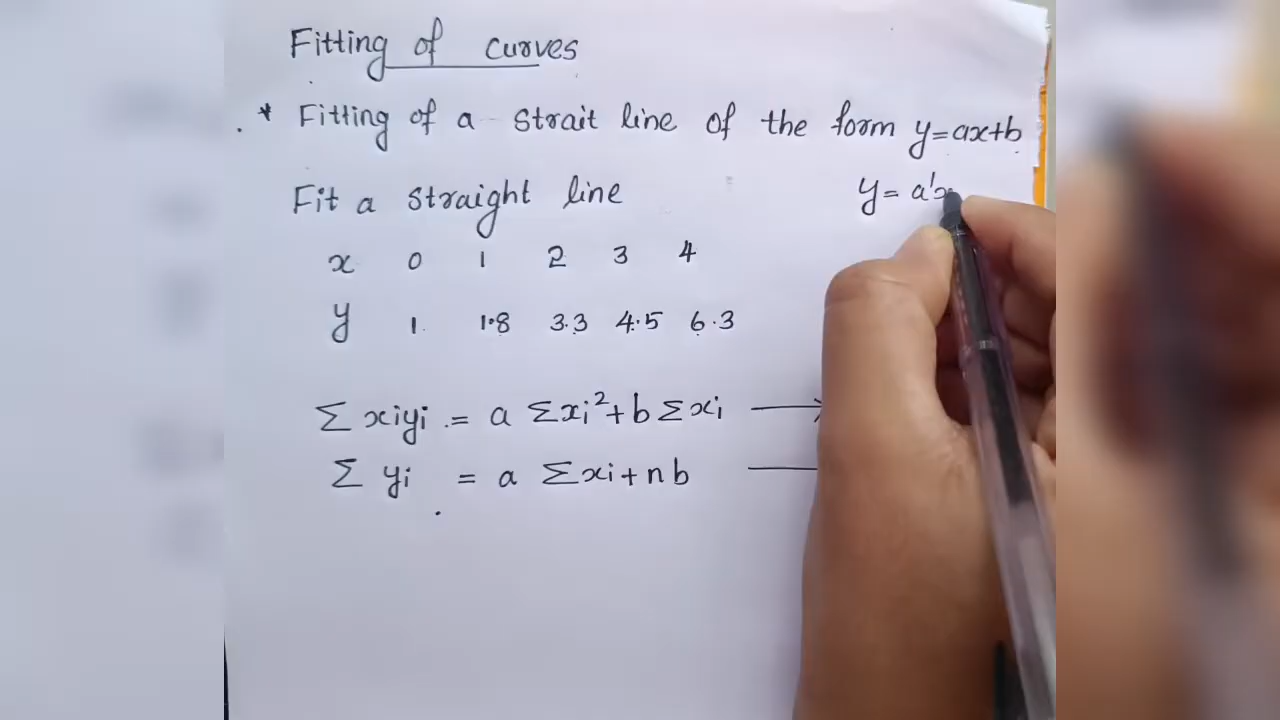 Fitting of curves
* Fitting of a strait line of the form y=ax+b
Fit a straight line
y= a'x
x 0 1 2 3 4
y 1. 1.8 3.3 4.5 6.3
Σ xiyi = a Σxi²+b Σxi →
Σ yi = a Σxi+nb —